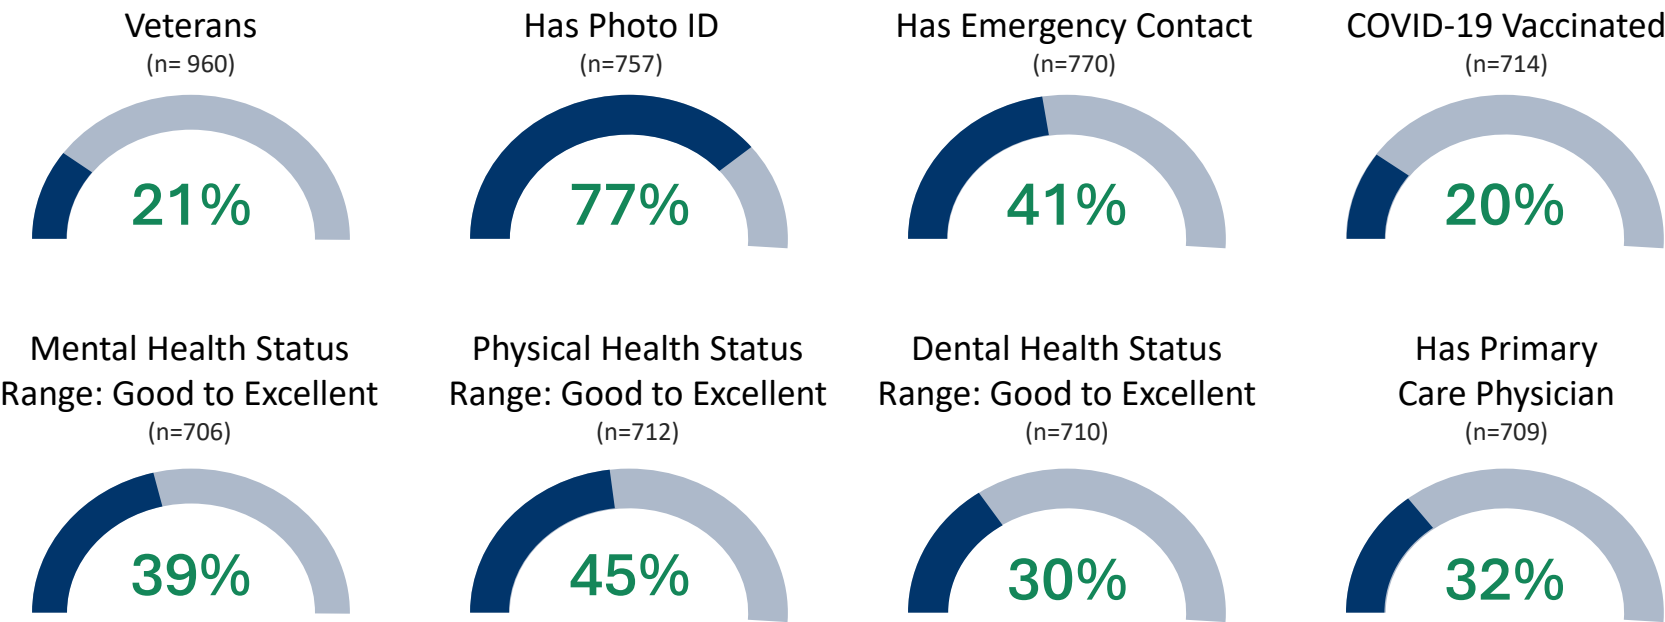 Veterans
(n= 960)
21%
Has Photo ID
(n=757)
77%
Has Emergency Contact
(n=770)
41%
COVID-19 Vaccinated
(n=714)
20%
Mental Health Status
Range: Good to Excellent
(n=706)
39%
Physical Health Status
Range: Good to Excellent
(n=712)
45%
Dental Health Status
Range: Good to Excellent
(n=710)
30%
Has Primary
Care Physician
(n=709)
32%